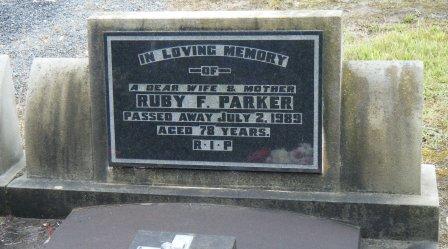 IN LOVING MEMORY
-OF-
A DEAR WIFE & MOTHER
RUBY F. PARKER
PASSED AWAY JULY 2, 1989
AGED 78 YEARS.
R·I·P